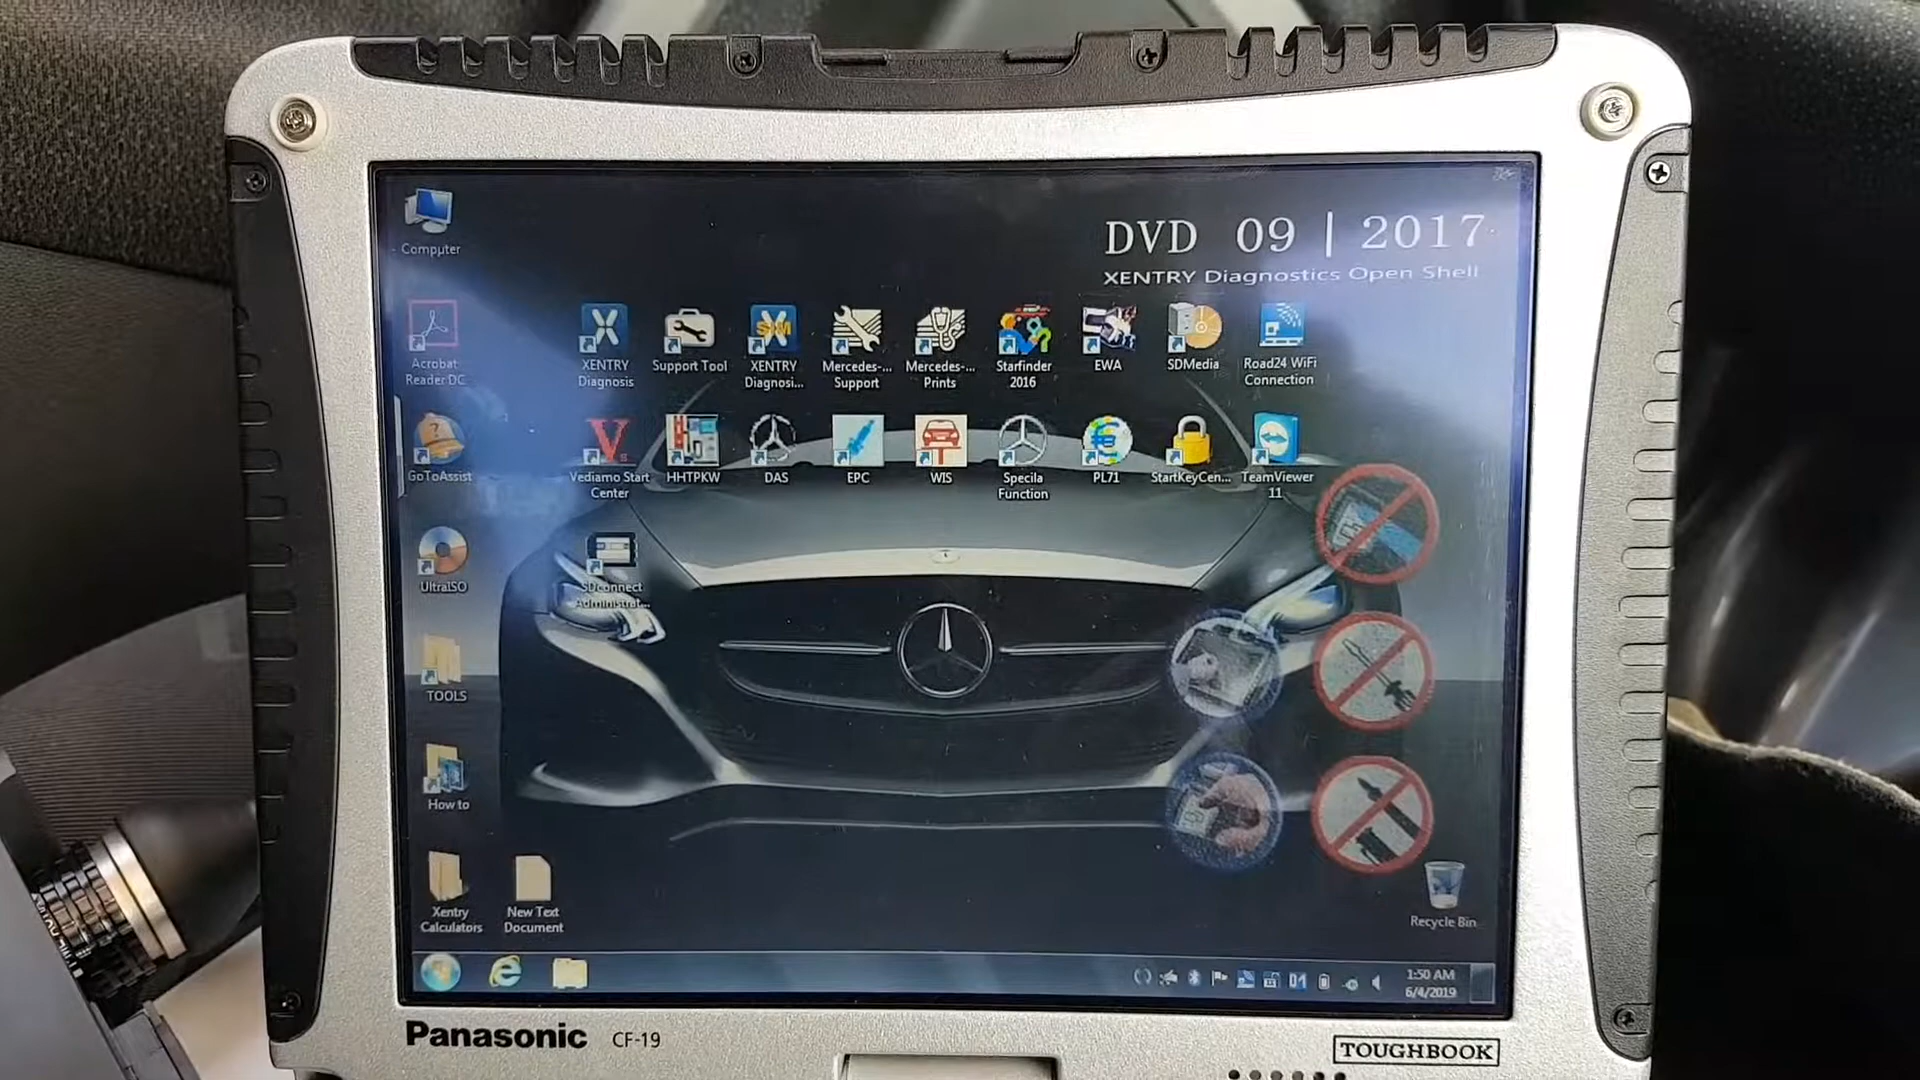 Computer
DVD 09 | 2017
XENTRY Diagnostics Open Shell
Acrobat
Reader DC
XENTRY
Diagnosis
Support Tool
XENTRY
Diagnosi...
Mercedes-...
Support
Mercedes-...
Prints
Starfinder
2016
EWA
SDMedia
Road24 WiFi
Connection
GoToAssist
Vediamo Start
Center
HHTPKW
DAS
EPC
WIS
Specila
Function
PL71
StartKeyCen...
TeamViewer
11
UltraISO
SDconnect
Administrat...
TOOLS
How to
Xentry
Calculators
New Text
Document
Recycle Bin
1:50 AM
6/4/2019
Panasonic CF-19
TOUGHBOOK